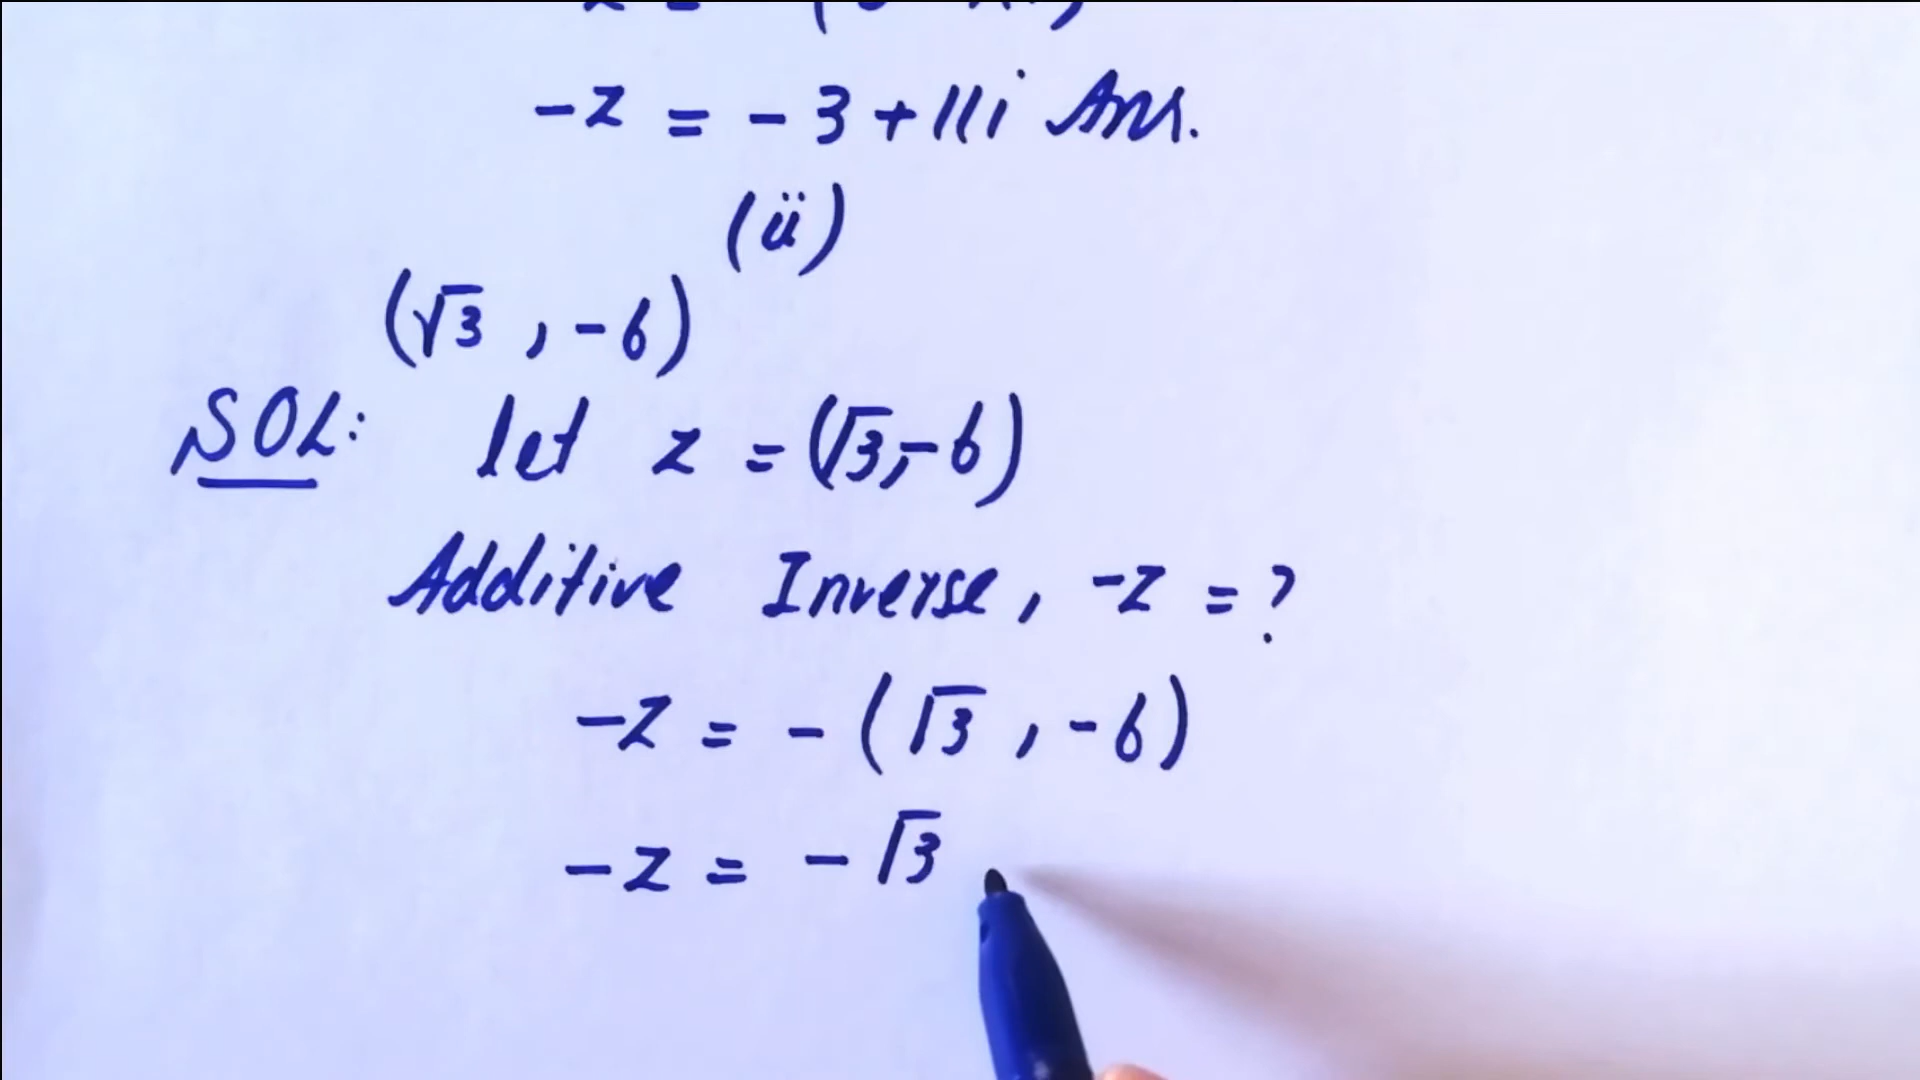 -z = -3+11i Ans.
(ii)
(√3 , -6)
SOL: let z = (√3,-6)
Additive Inverse, -z = ?
-z = -(√3 , -6)
-z = -√3